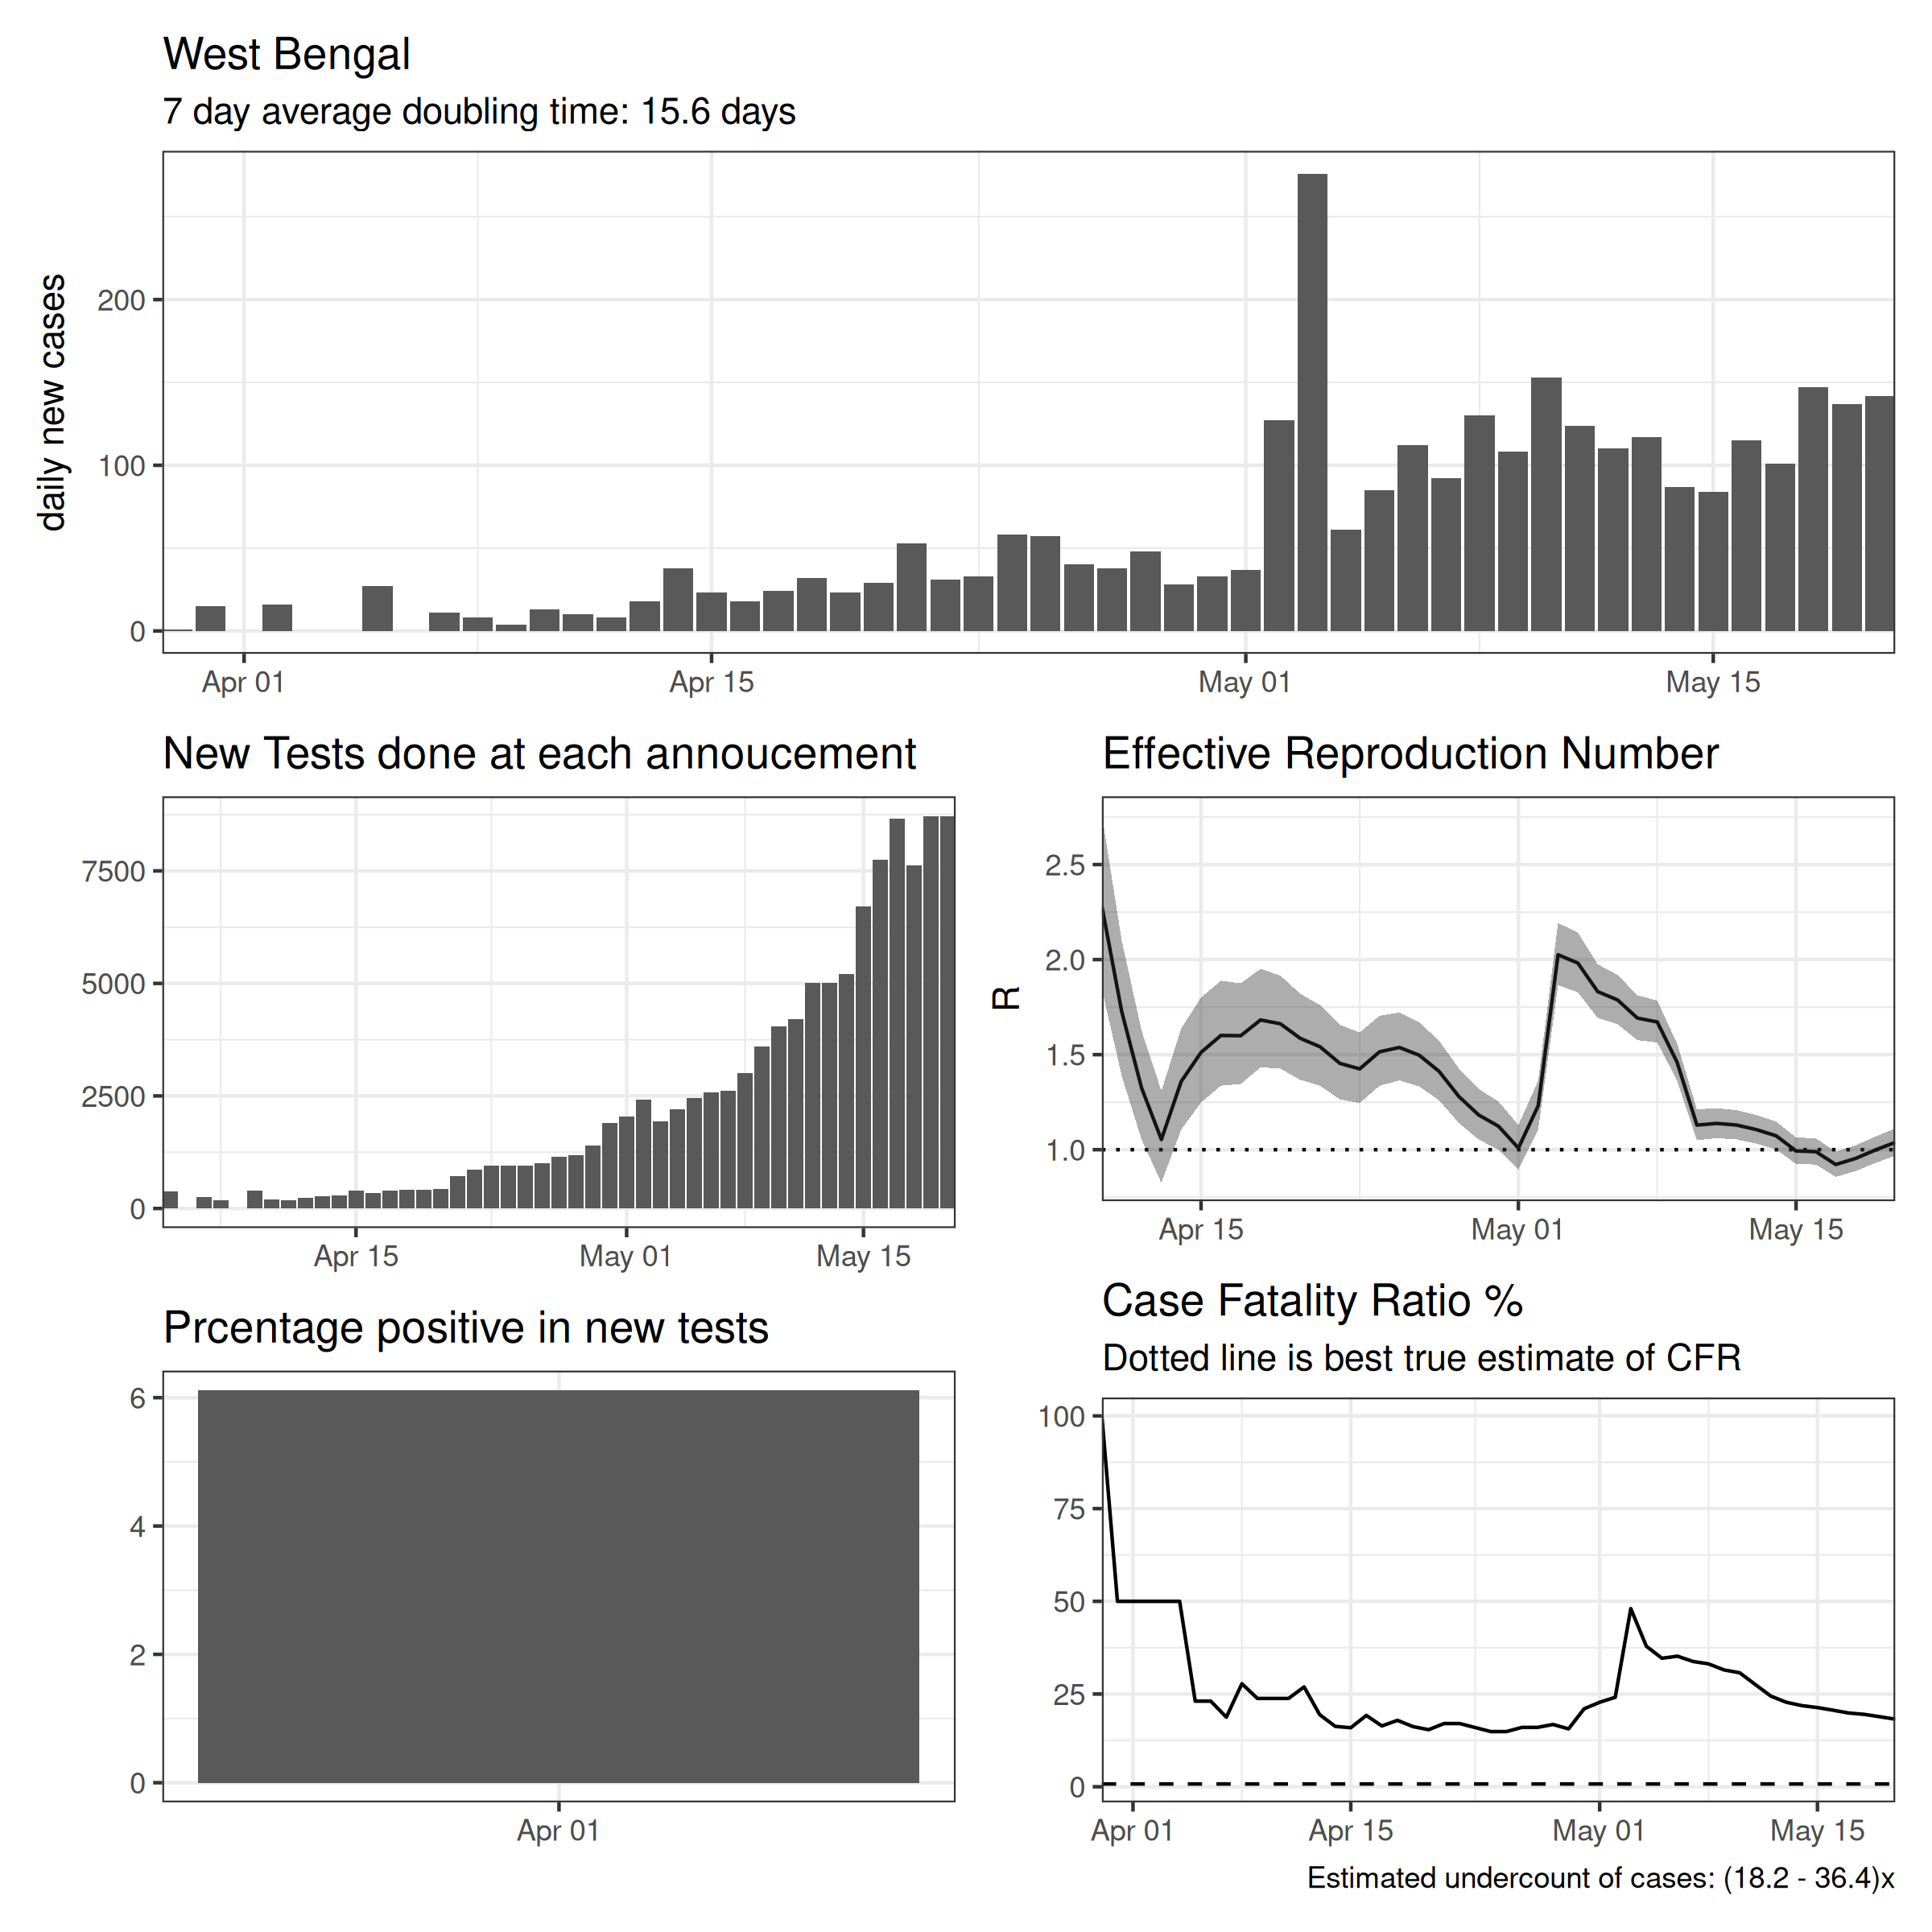 West Bengal
7 day average doubling time: 15.6 days
daily new cases
200
100
0
Apr 01
Apr 15
May 01
May 15
New Tests done at each annoucement
7500
5000
2500
0
Apr 15
May 01
May 15
Effective Reproduction Number
R
2.5
2.0
1.5
1.0
Apr 15
May 01
May 15
Prcentage positive in new tests
6
4
2
0
Apr 01
Case Fatality Ratio %
Dotted line is best true estimate of CFR
100
75
50
25
0
Apr 01
Apr 15
May 01
May 15
Estimated undercount of cases: (18.2 - 36.4)x